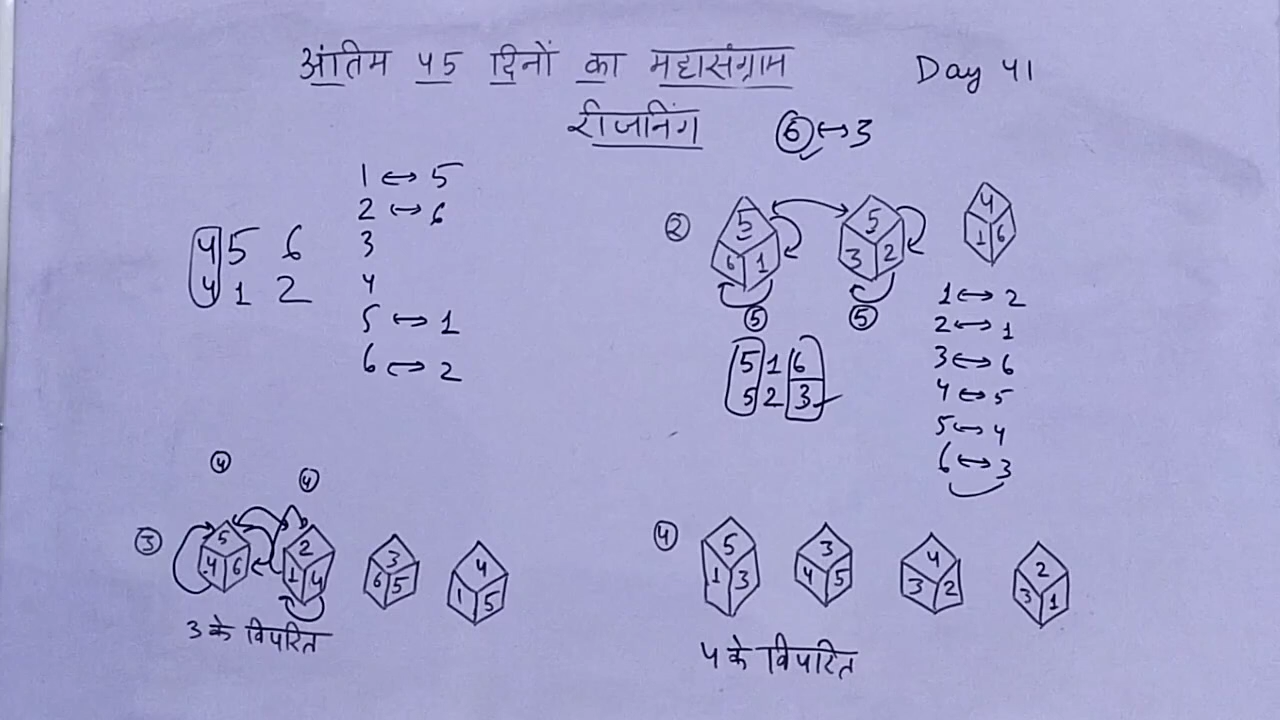 अंतिम 45 दिनों का महासंग्राम Day 41
रीजनिंग 6 ↔ 3
4 5 6
4 1 2
1 ↔ 5
2 ↔ 6
3
4
5 ↔ 1
6 ↔ 2
②
5 6 1
5 3 2
4 1 6
⑤ ⑤
5 1 6
5 2 3
1 ↔ 2
2 ↔ 1
3 ↔ 6
4 ↔ 5
5 ↔ 4
6 ↔ 3
③
④ ④
5 4 6
2 1 4
3 6 5
4 1 5
3 के विपरित
④
5 1 3
3 4 5
4 3 2
2 3 1
4 के विपरित